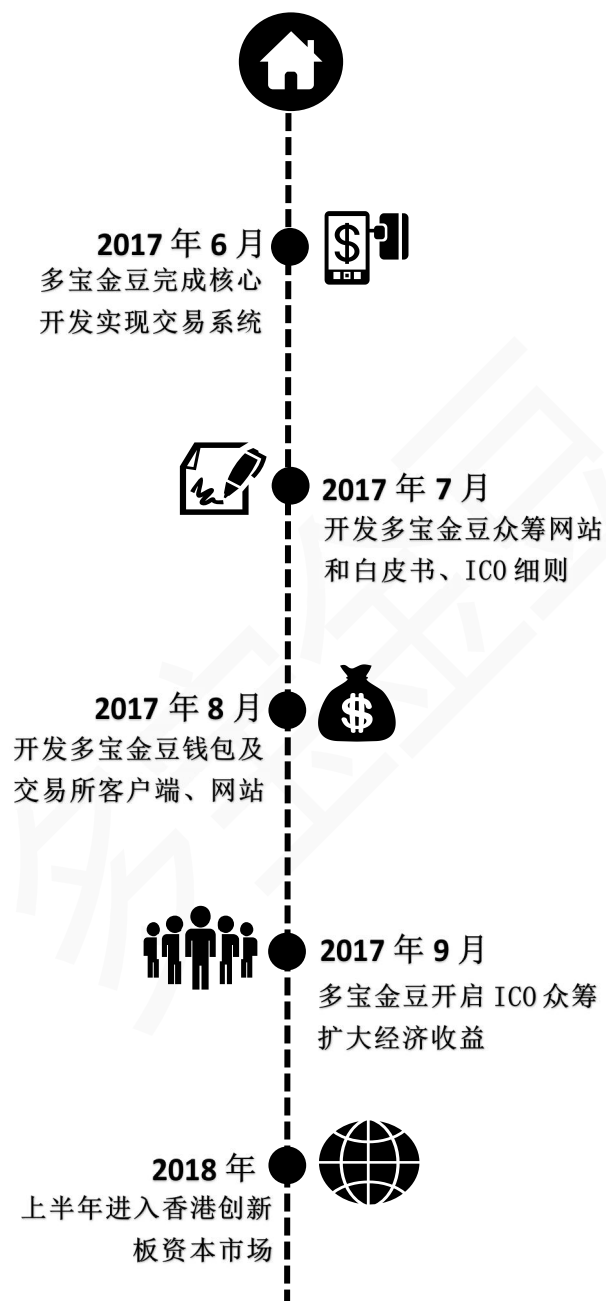 2017 年 6 月
多宝金豆完成核心
开发实现交易系统
2017 年 7 月
开发多宝金豆众筹网站
和白皮书、ICO 细则
2017 年 8 月
开发多宝金豆钱包及
交易所客户端、网站
2017 年 9 月
多宝金豆开启 ICO 众筹
扩大经济收益
2018 年
上半年进入香港创新
板资本市场
多宝金豆